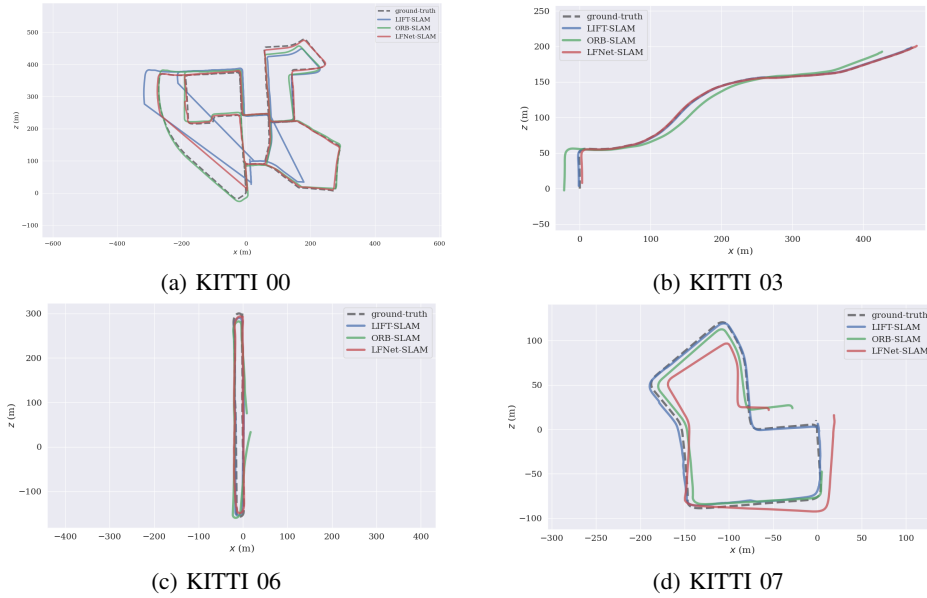 ground-truth
LIFT-SLAM
ORB-SLAM
LFNet-SLAM
500
400
300
200
100
0
−100
z (m)
−600
−400
−200
0
200
400
600
x (m)
(a) KITTI 00
ground-truth
LIFT-SLAM
ORB-SLAM
LFNet-SLAM
200
150
100
50
0
−50
z (m)
0
100
200
300
400
x (m)
(b) KITTI 03
ground-truth
LIFT-SLAM
ORB-SLAM
LFNet-SLAM
300
200
100
0
−100
z (m)
−400
−300
−200
−100
0
100
200
300
400
x (m)
(c) KITTI 06
ground-truth
LIFT-SLAM
ORB-SLAM
LFNet-SLAM
100
50
0
−50
−100
z (m)
−300
−250
−200
−150
−100
−50
0
50
100
x (m)
(d) KITTI 07